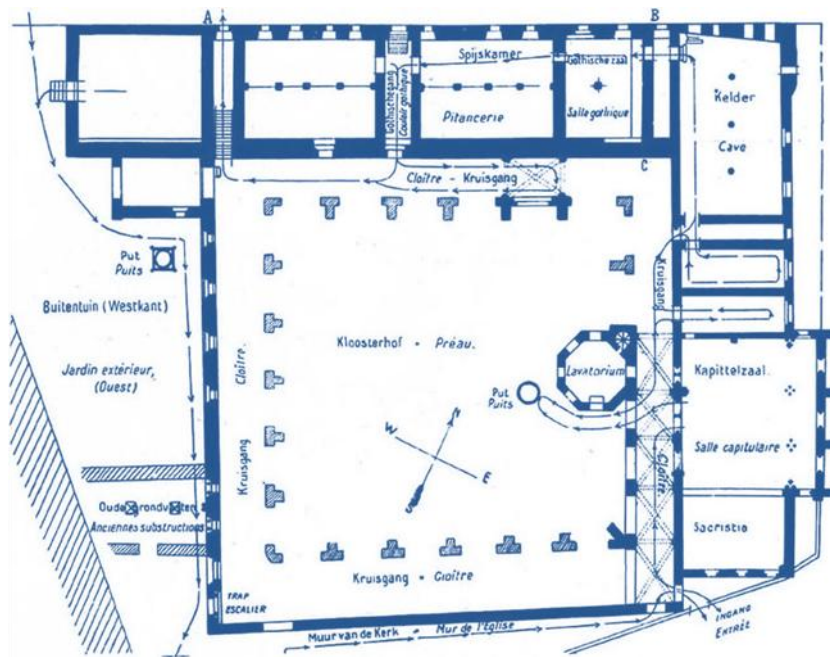 A
B
Spijskamer
Gothische zaal
Salle gothique
Pitancerie
Gothische gang
Couloir gothique
Kelder
Cave
Cloître - Kruisgang
C
Put
Puits
Buitentuin (Westkant)
Jardin extérieur,
(Ouest)
Kloosterhof - Préau.
Cloître
Kruisgang
Kruisgang
Lavatorium
Put
Puits
N
W
E
S
Kapittelzaal.
Salle capitulaire
Cloître
Sacristie
Oude grondvesten
Anciennes substructions
Kruisgang - Cloître
TRAP
ESCALIER
INGANG
ENTRÉE
Muur van de Kerk - Mur de l'Eglise